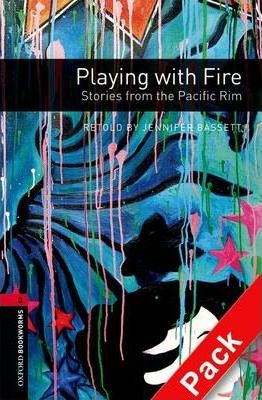 Playing with Fire
Stories from the Pacific Rim
RETOLD BY JENNIFER BASSETT
OXFORD BOOKWORMS
3
Pack